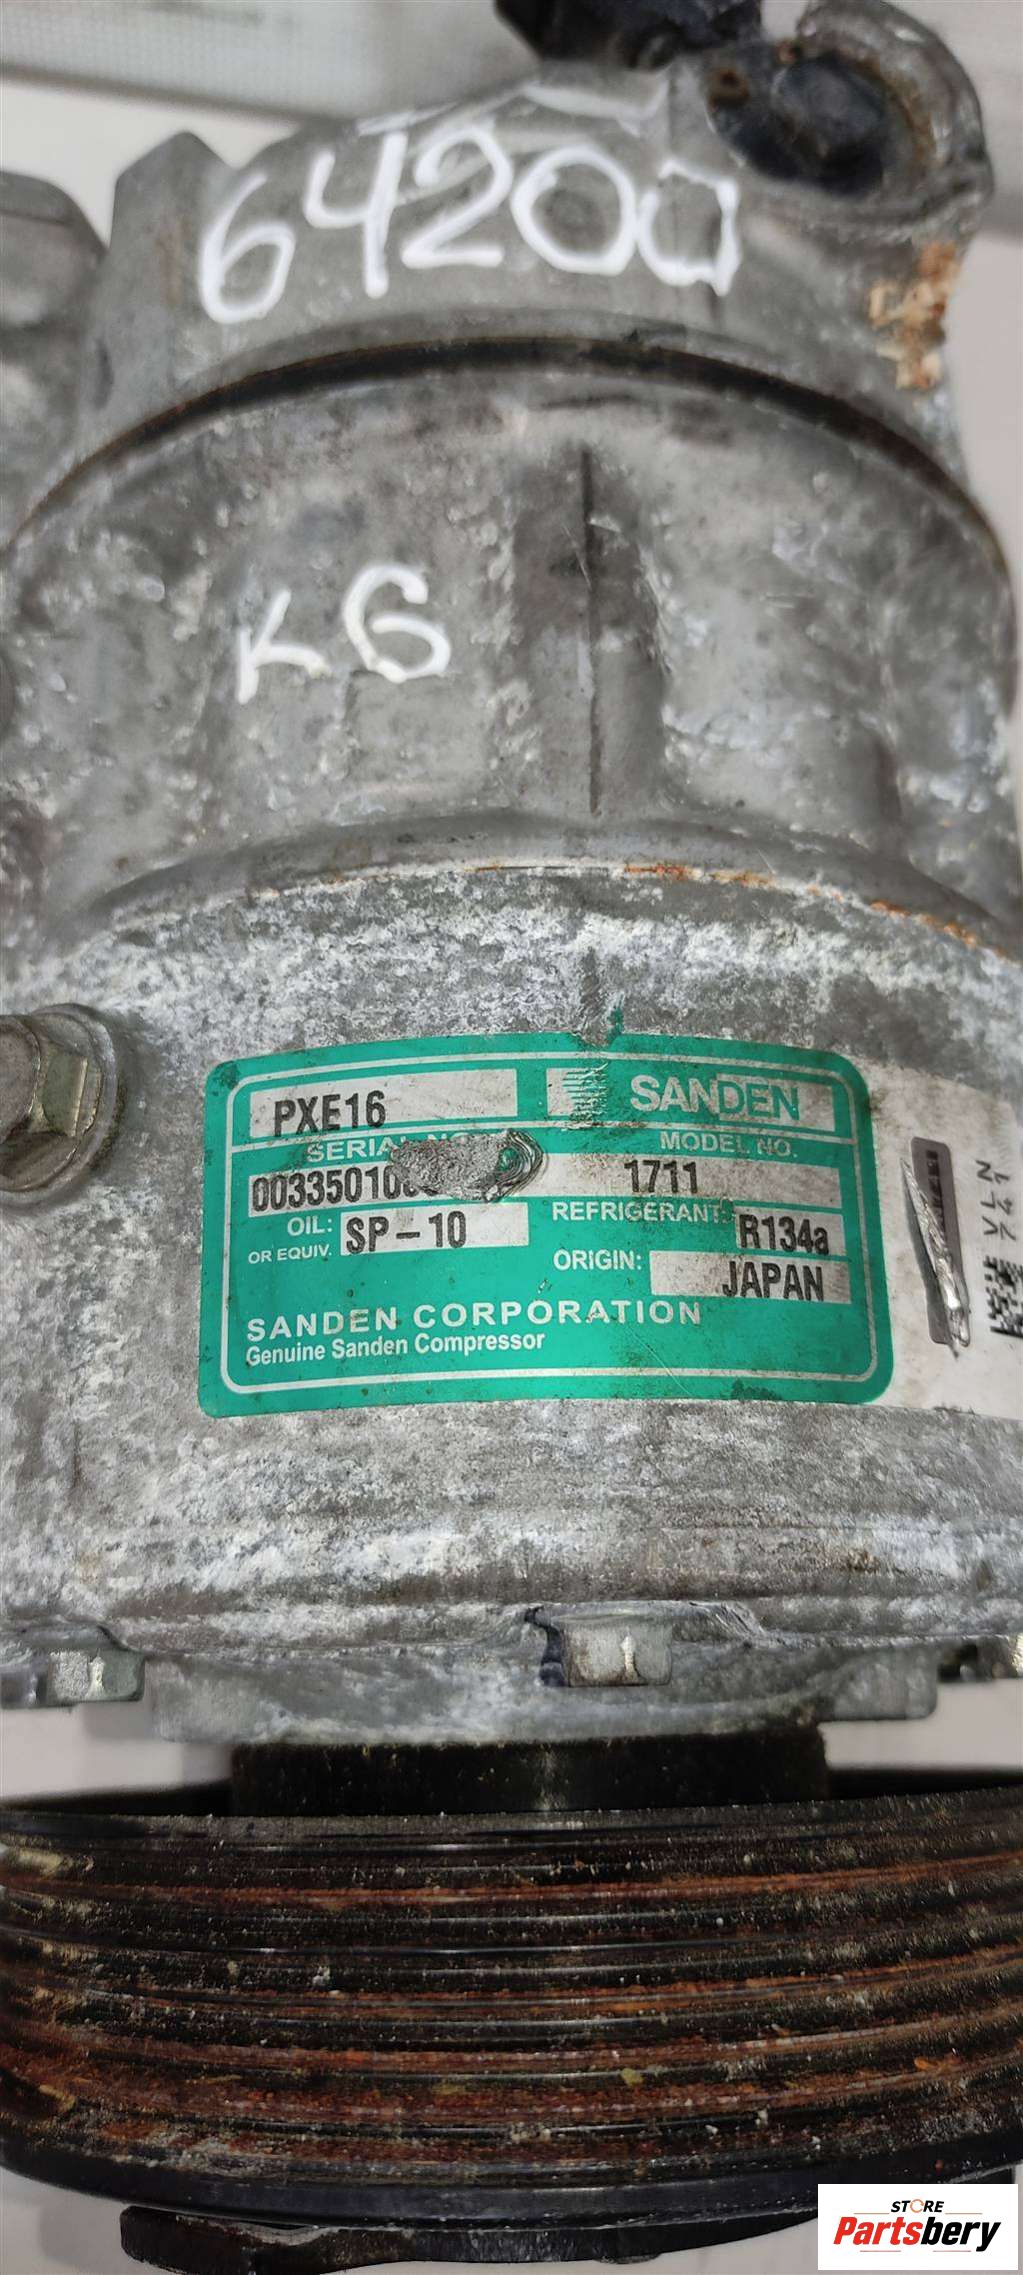 64200
KG
PXE16 SANDEN
SERIAL NO. MODEL NO.
1711
OIL: SP-10 REFRIGERANT: R134a
OR EQUIV. ORIGIN: JAPAN
SANDEN CORPORATION
Genuine Sanden Compressor
VLN
741
STORE
Partsbery